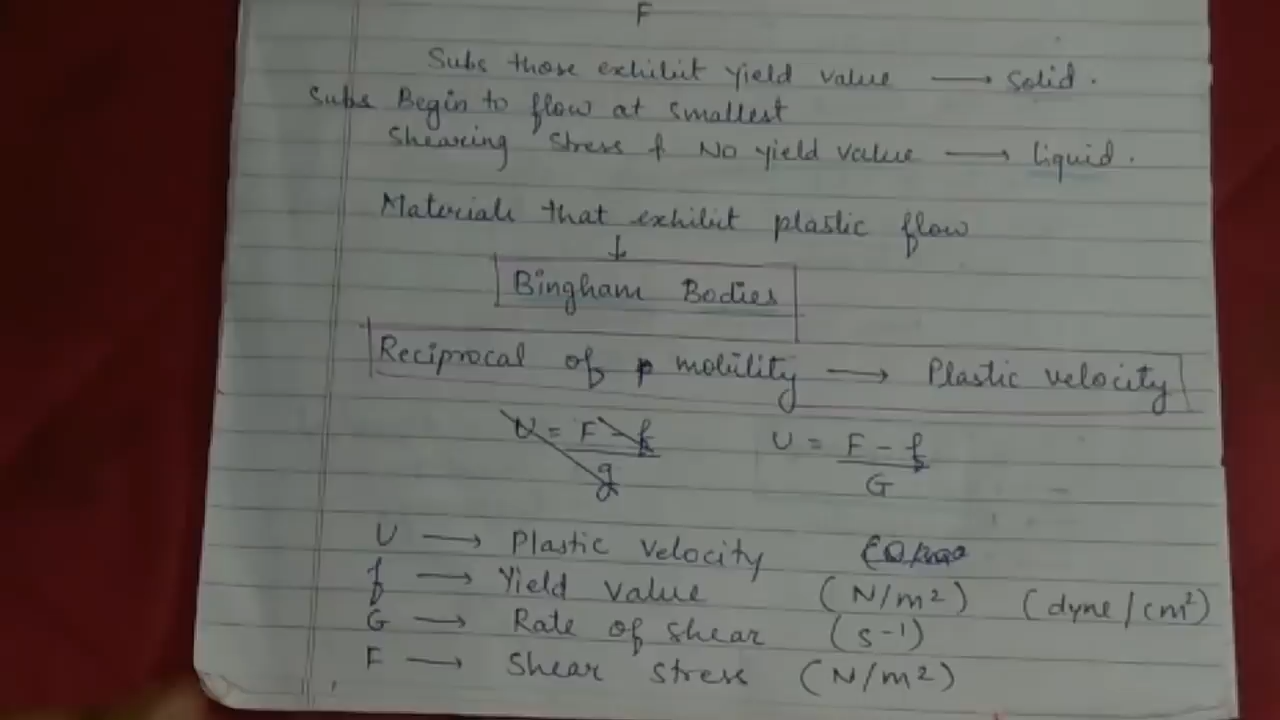 F
Subs those exhibit yield value → solid.
Subs Begin to flow at smallest
shearing stress & No yield value → liquid.
Materials that exhibit plastic flow
↓
Bingham Bodies
Reciprocal of mobility → Plastic velocity
U = F - f / g U = F - f / G
U → Plastic velocity
f → Yield value (N/m²) (dyne/cm²)
G → Rate of shear (s-1)
F → Shear stress (N/m²)